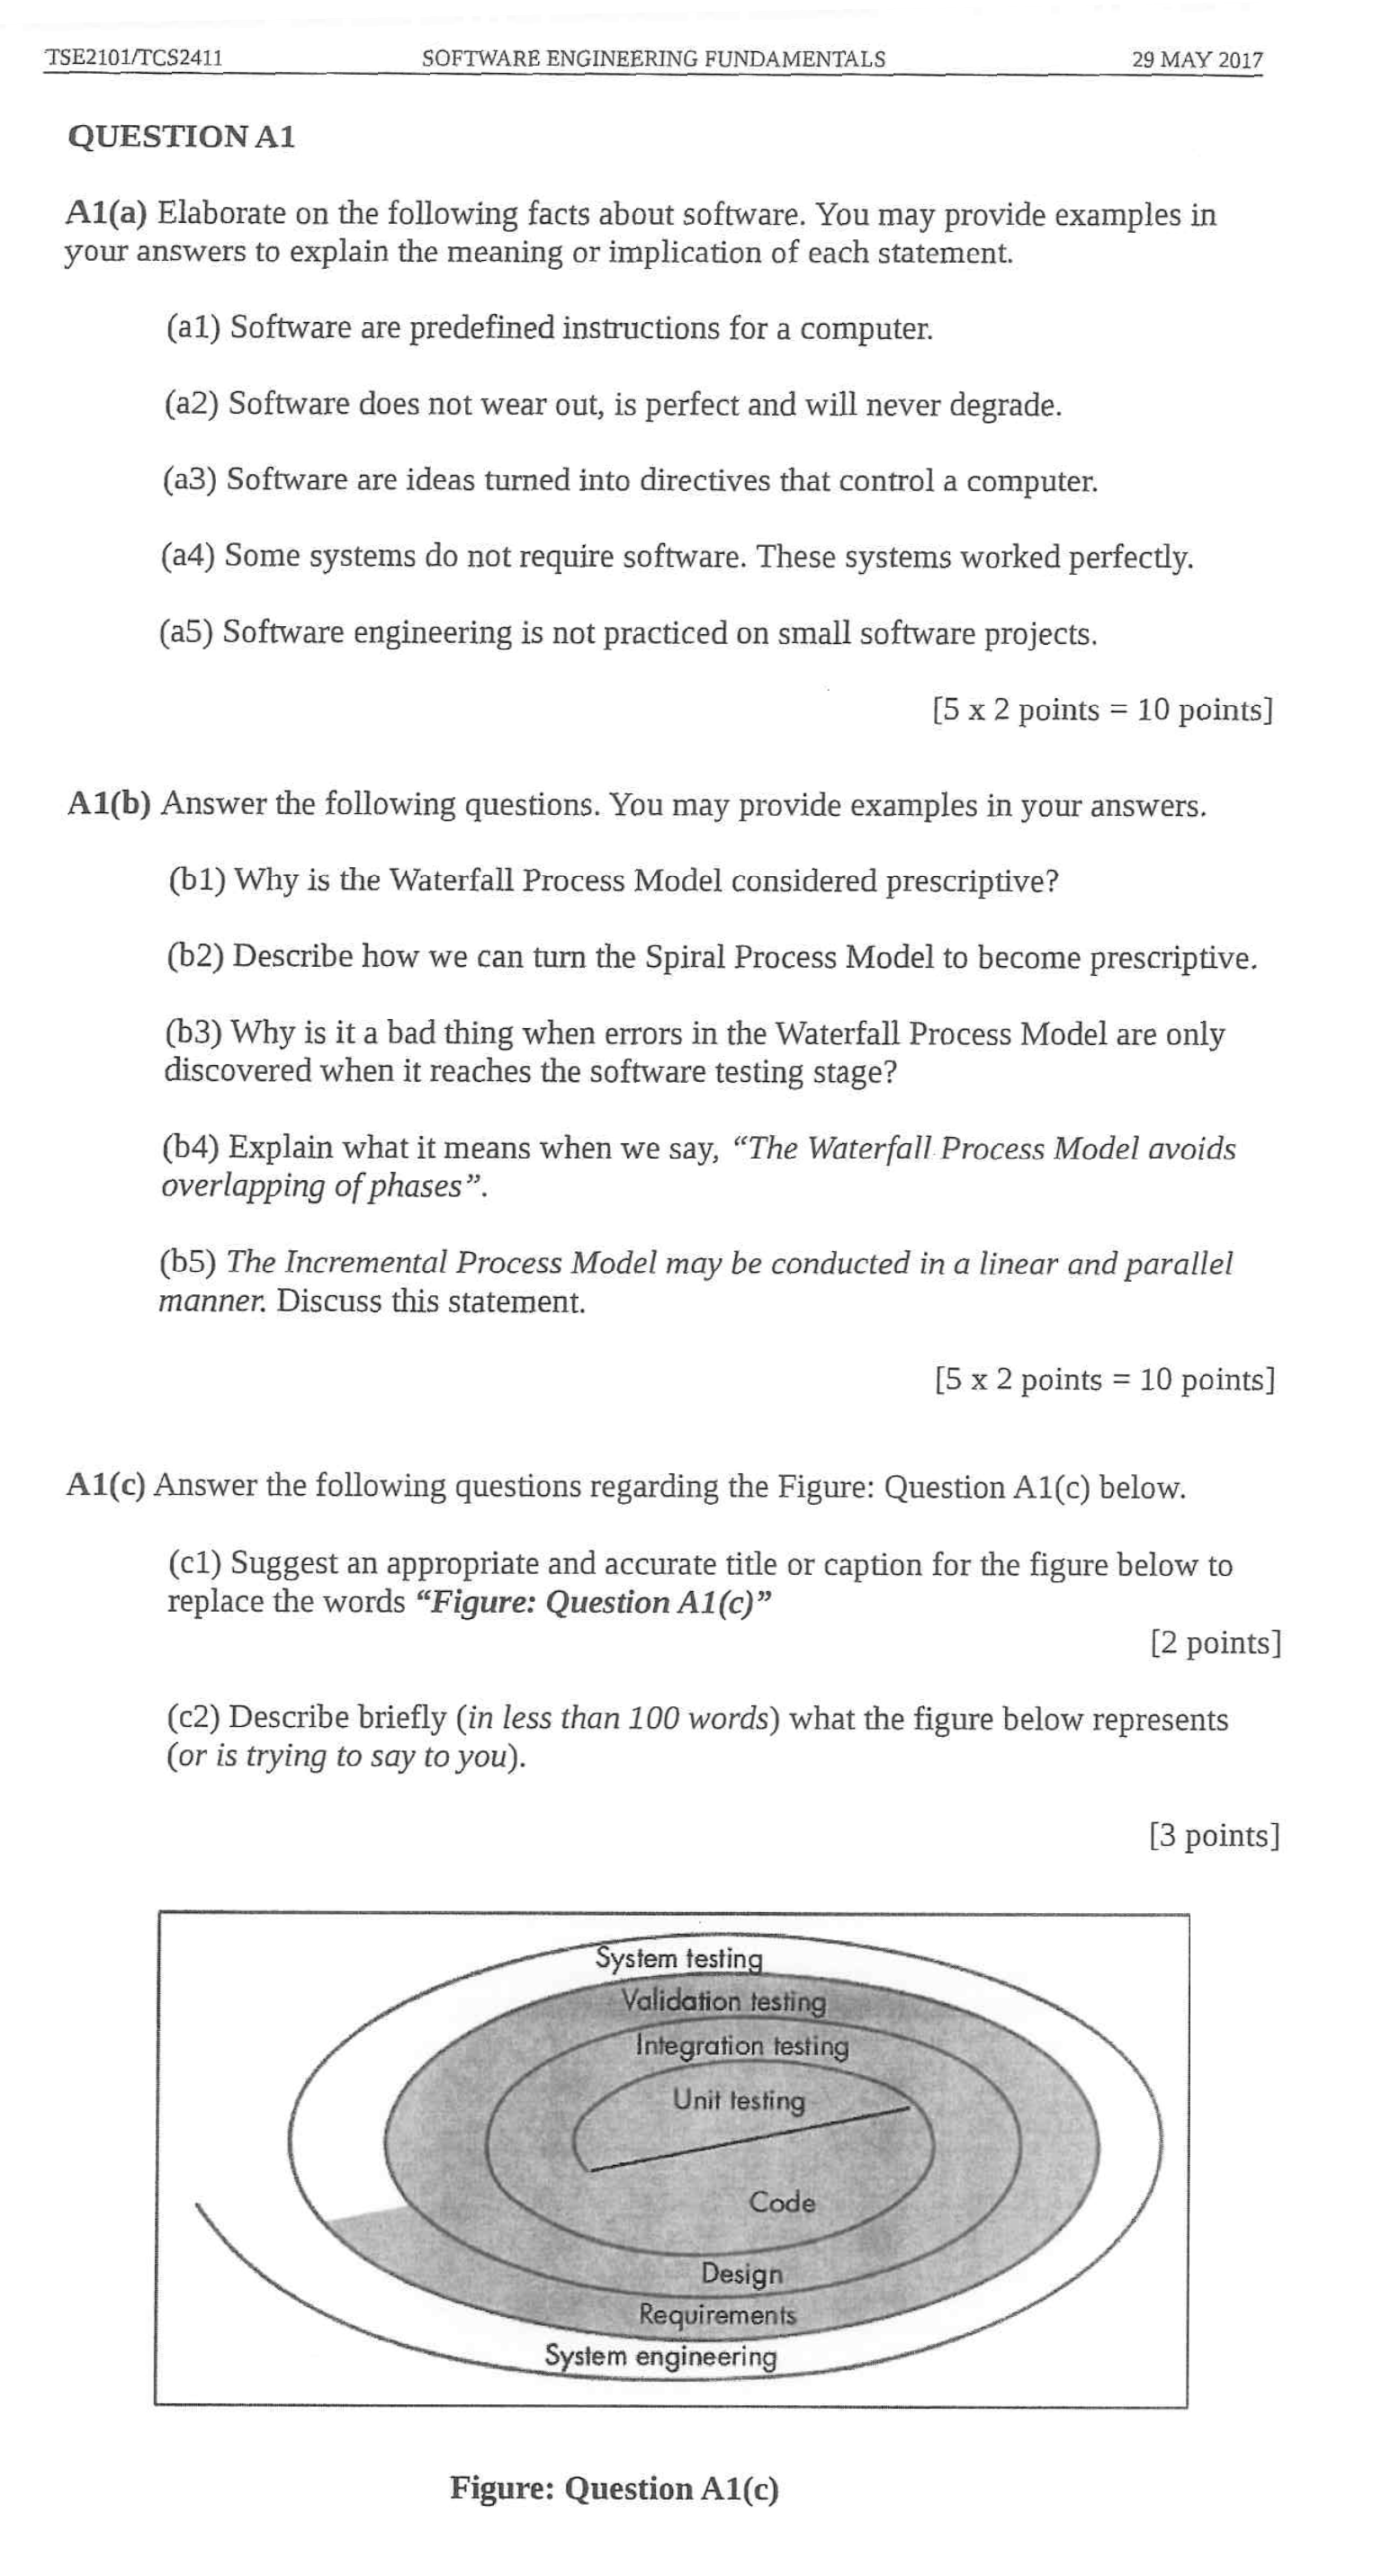 TSE2101/TCS2411 SOFTWARE ENGINEERING FUNDAMENTALS 29 MAY 2017
QUESTION A1
A1(a) Elaborate on the following facts about software. You may provide examples in
your answers to explain the meaning or implication of each statement.
(a1) Software are predefined instructions for a computer.
(a2) Software does not wear out, is perfect and will never degrade.
(a3) Software are ideas turned into directives that control a computer.
(a4) Some systems do not require software. These systems worked perfectly.
(a5) Software engineering is not practiced on small software projects.
[5 x 2 points = 10 points]
A1(b) Answer the following questions. You may provide examples in your answers.
(b1) Why is the Waterfall Process Model considered prescriptive?
(b2) Describe how we can turn the Spiral Process Model to become prescriptive.
(b3) Why is it a bad thing when errors in the Waterfall Process Model are only
discovered when it reaches the software testing stage?
(b4) Explain what it means when we say, “The Waterfall Process Model avoids
overlapping of phases”.
(b5) The Incremental Process Model may be conducted in a linear and parallel
manner. Discuss this statement.
[5 x 2 points = 10 points]
A1(c) Answer the following questions regarding the Figure: Question A1(c) below.
(c1) Suggest an appropriate and accurate title or caption for the figure below to
replace the words “Figure: Question A1(c)”
[2 points]
(c2) Describe briefly (in less than 100 words) what the figure below represents
(or is trying to say to you).
[3 points]
System testing
Validation testing
Integration testing
Unit testing
Code
Design
Requirements
System engineering
Figure: Question A1(c)